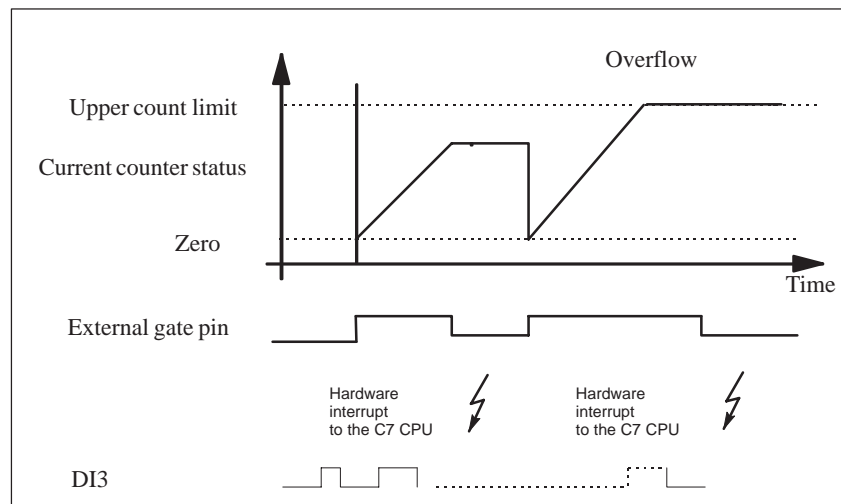 Overflow
Upper count limit
Current counter status
Zero
Time
External gate pin
Hardware
interrupt
to the C7 CPU
Hardware
interrupt
to the C7 CPU
DI3